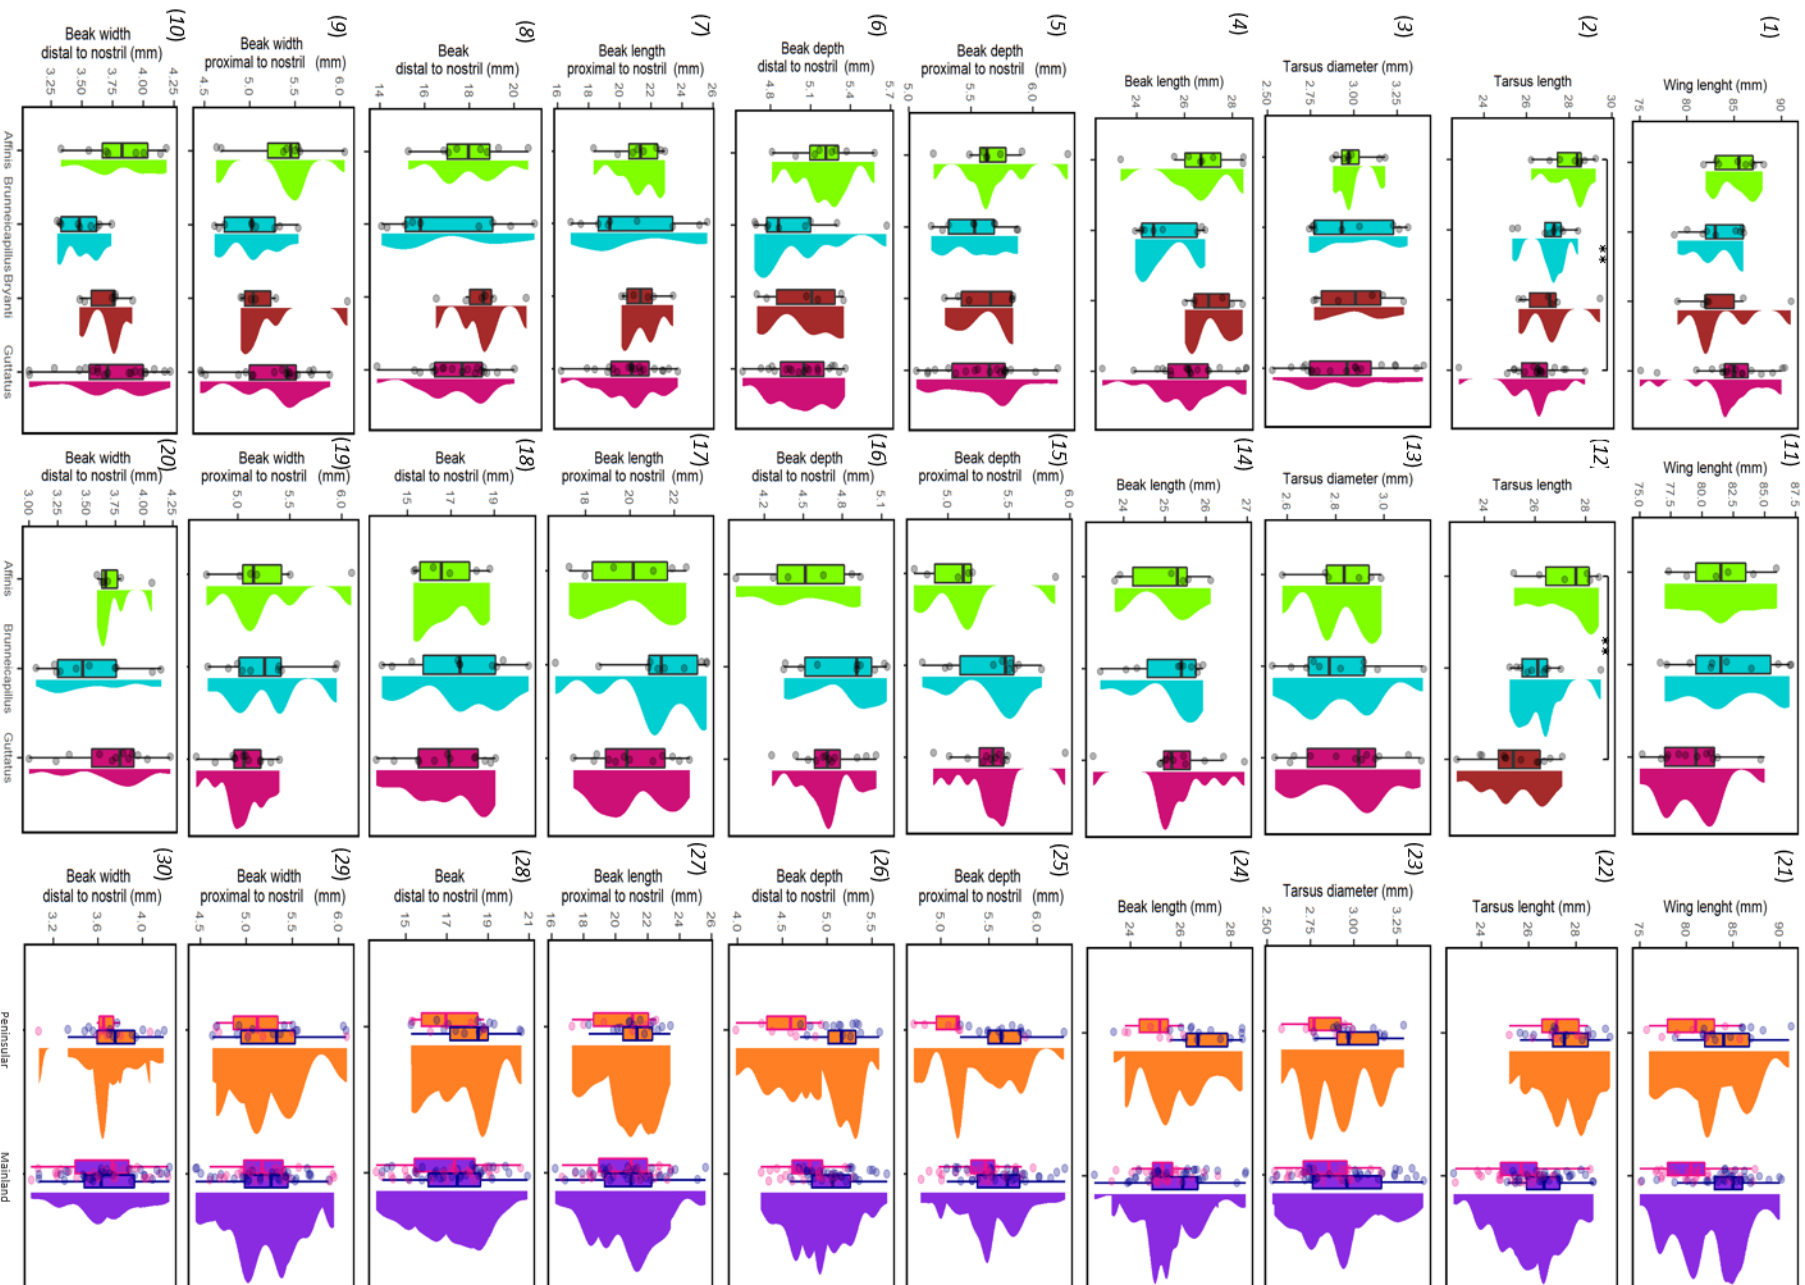 (1)
Wing lenght (mm)
90
85
80
75
(11)
Wing lenght (mm)
87.5
85.0
82.5
80.0
77.5
75.0
(21)
Wing lenght (mm)
90
85
80
75
(2)
Tarsus length
30
28
26
24
**
(12)
Tarsus length
28
26
24
**
(22)
Tarsus lenght (mm)
28
26
24
(3)
Tarsus diameter (mm)
3.25
3.00
2.75
2.50
(13)
Tarsus diameter (mm)
3.0
2.8
2.6
(23)
Tarsus diameter (mm)
3.25
3.00
2.75
2.50
(4)
Beak length (mm)
28
26
24
(14)
Beak length (mm)
27
26
25
24
(24)
Beak length (mm)
28
26
24
(5)
Beak depth
proximal to nostril (mm)
6.0
5.5
5.0
(15)
Beak depth
proximal to nostril (mm)
6.0
5.5
5.0
(25)
Beak depth
proximal to nostril (mm)
6.0
5.5
5.0
(6)
Beak depth
distal to nostril (mm)
5.7
5.4
5.1
4.8
(16)
Beak depth
distal to nostril (mm)
5.1
4.8
4.5
4.2
(26)
Beak depth
distal to nostril (mm)
5.5
5.0
4.5
4.0
(7)
Beak length
proximal to nostril (mm)
26
24
22
20
18
16
(17)
Beak length
proximal to nostril (mm)
22
20
18
(27)
Beak length
proximal to nostril (mm)
26
24
22
20
18
16
(8)
Beak
distal to nostril (mm)
20
18
16
14
(18)
Beak
distal to nostril (mm)
19
17
15
(28)
Beak
distal to nostril (mm)
21
19
17
15
(9)
Beak width
proximal to nostril (mm)
6.0
5.5
5.0
4.5
(19)
Beak width
proximal to nostril (mm)
6.0
5.5
5.0
(29)
Beak width
proximal to nostril (mm)
6.0
5.5
5.0
4.5
(10)
Beak width
distal to nostril (mm)
4.25
4.00
3.75
3.50
3.25
Affinis Brunneicapillus Bryanti Guttatus
(20)
Beak width
distal to nostril (mm)
4.25
4.00
3.75
3.50
3.25
3.00
Affinis Brunneicapillus Guttatus
(30)
Beak width
distal to nostril (mm)
4.0
3.6
3.2
Peninsular Mainland